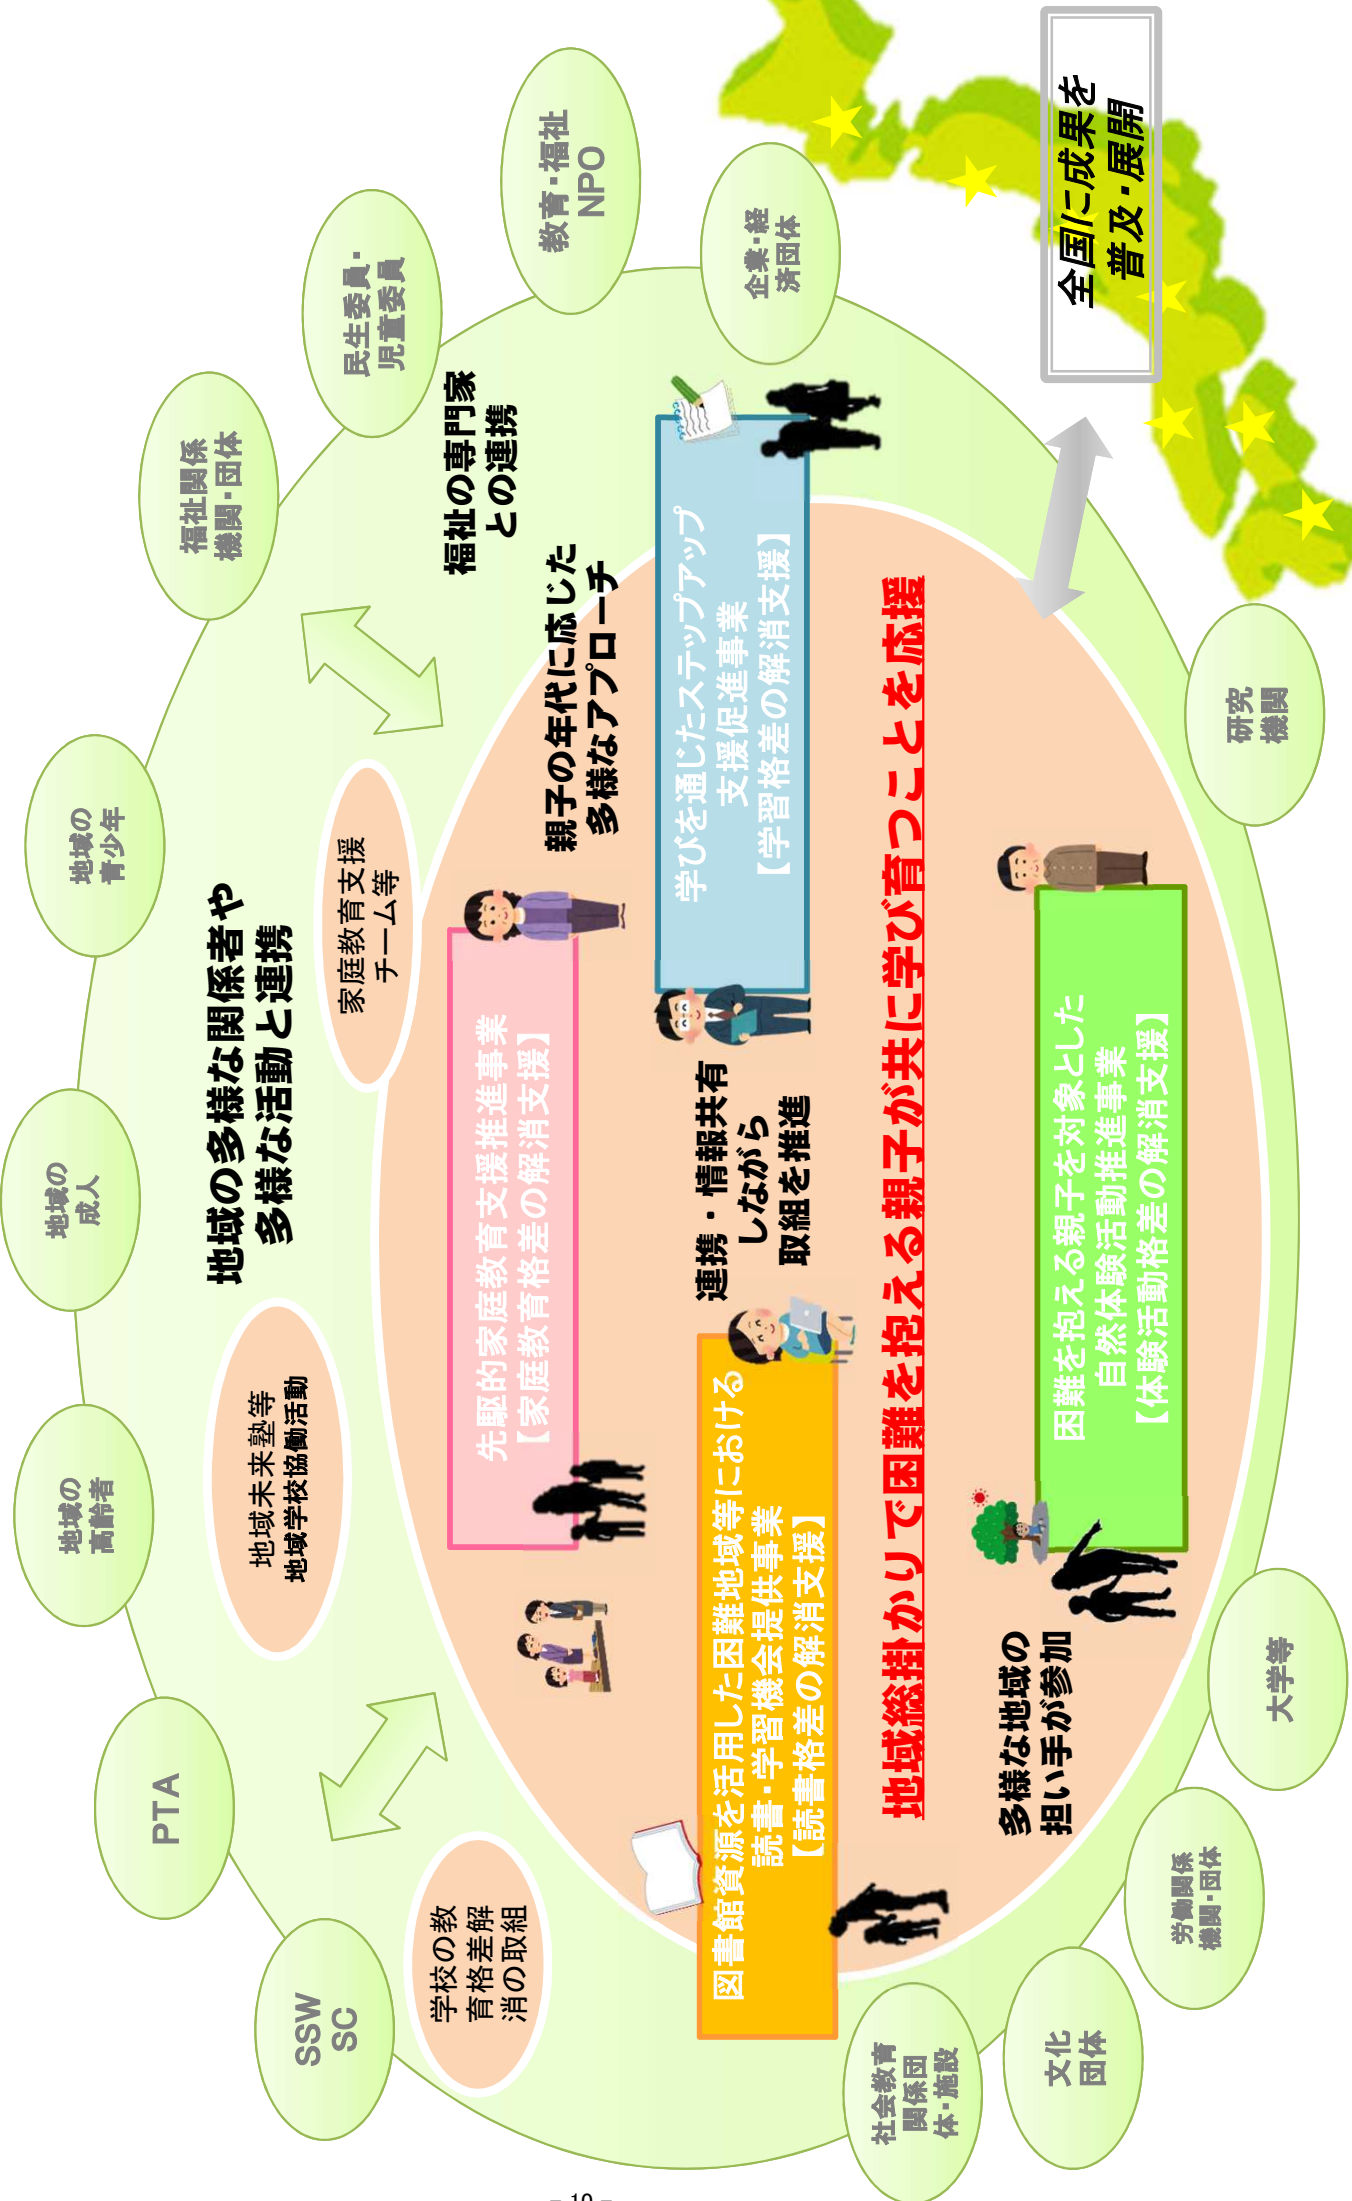 地域の
高齢者
地域の
成人
地域の
青少年
PTA
福祉関係
機関・団体
SSW
SC
民生委員・
児童委員
教育・福祉
NPO
企業・経
済団体
地域の多様な関係者や
多様な活動と連携
地域未来塾等
地域学校協働活動
家庭教育支援
チーム等
学校の教
育格差解
消の取組
福祉の専門家
との連携
先駆的家庭教育支援推進事業
【家庭教育格差の解消支援】
親子の年代に応じた
多様なアプローチ
図書館資源を活用した困難地域等における
読書・学習機会提供事業
【読書格差の解消支援】
連携・情報共有
しながら
取組を推進
学びを通じたステップアップ
支援促進事業
【学習格差の解消支援】
地域総掛かりで困難を抱える親子が共に学び育つことを応援
多様な地域の
担い手が参加
困難を抱える親子を対象とした
自然体験活動推進事業
【体験活動格差の解消支援】
全国に成果を
普及・展開
社会教育
関係団
体・施設
文化
団体
労働関係
機関・団体
大学等
研究
機関
- 10 -